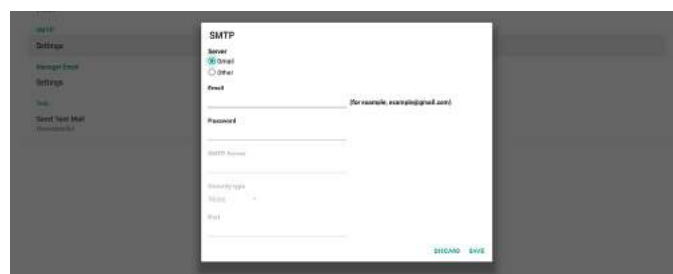 SMTP
Settings
Manager Email
Settings
Test
Send Test Mail
SMTP
Server
Gmail
Other
Email
(for example, example@gmail.com)
Password
SMTP Server
Security type
None
Port
DISCARD SAVE